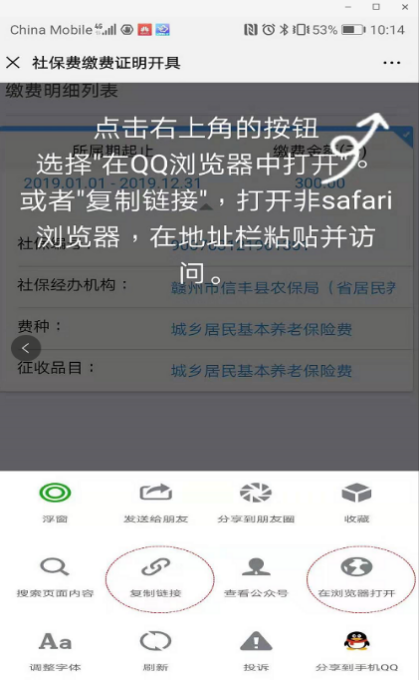 China Mobile 4G 53% 10:14
社保费缴费证明开具
缴费明细列表
点击右上角的按钮
所属期起止
选择"在QQ浏览器中打开"。
2019.01.01 - 2019.12.31 300.00
或者"复制链接"，打开非safari
浏览器，在地址栏粘贴并访
问。
社保经办机构： 赣州市信丰县农保局（省居民养
费种： 城乡居民基本养老保险费
征收品目： 城乡居民基本养老保险费
浮窗 发送给朋友 分享到朋友圈 收藏
搜索页面内容 复制链接 查看公众号 在浏览器打开
Aa
调整字体 刷新 投诉 分享到手机QQ